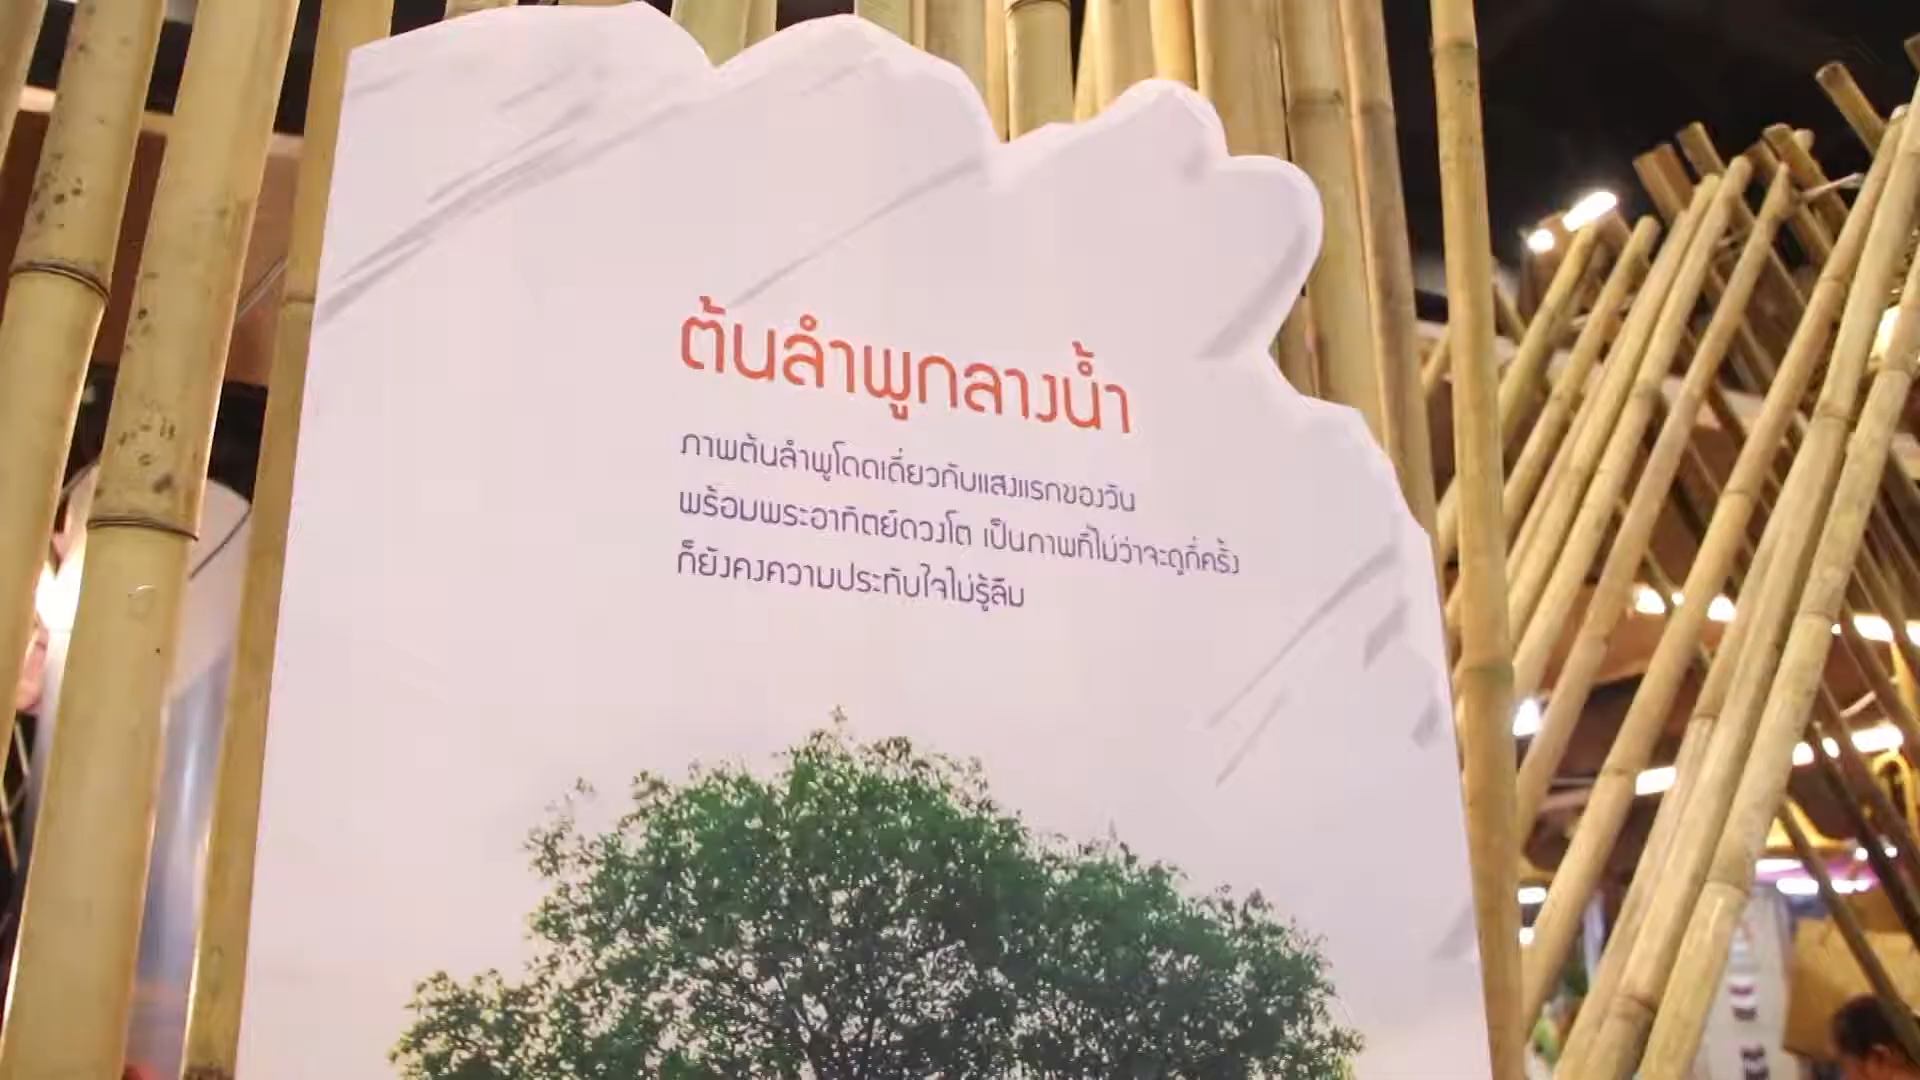 ต้นลำพูกลางน้ำ
ภาพต้นลำพูโดดเดี่ยวกับแสงแรกของวัน
พร้อมพระอาทิตย์ดวงโต เป็นภาพที่ไม่ว่าจะดูกี่ครั้ง
ก็ยังคงความประทับใจไม่รู้ลืม